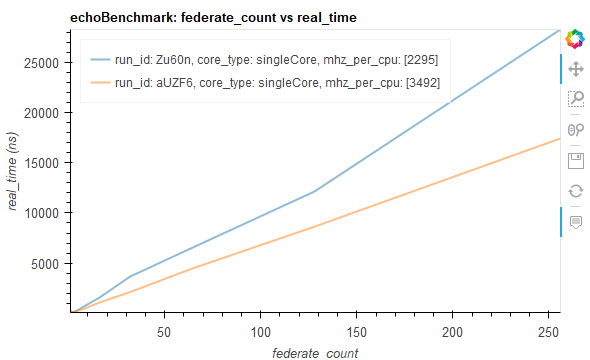 echoBenchmark: federate_count vs real_time
run_id: Zu60n, core_type: singleCore, mhz_per_cpu: [2295]
run_id: aUZF6, core_type: singleCore, mhz_per_cpu: [3492]
real_time (ns)
25000
20000
15000
10000
5000
50
100
150
200
250
federate_count